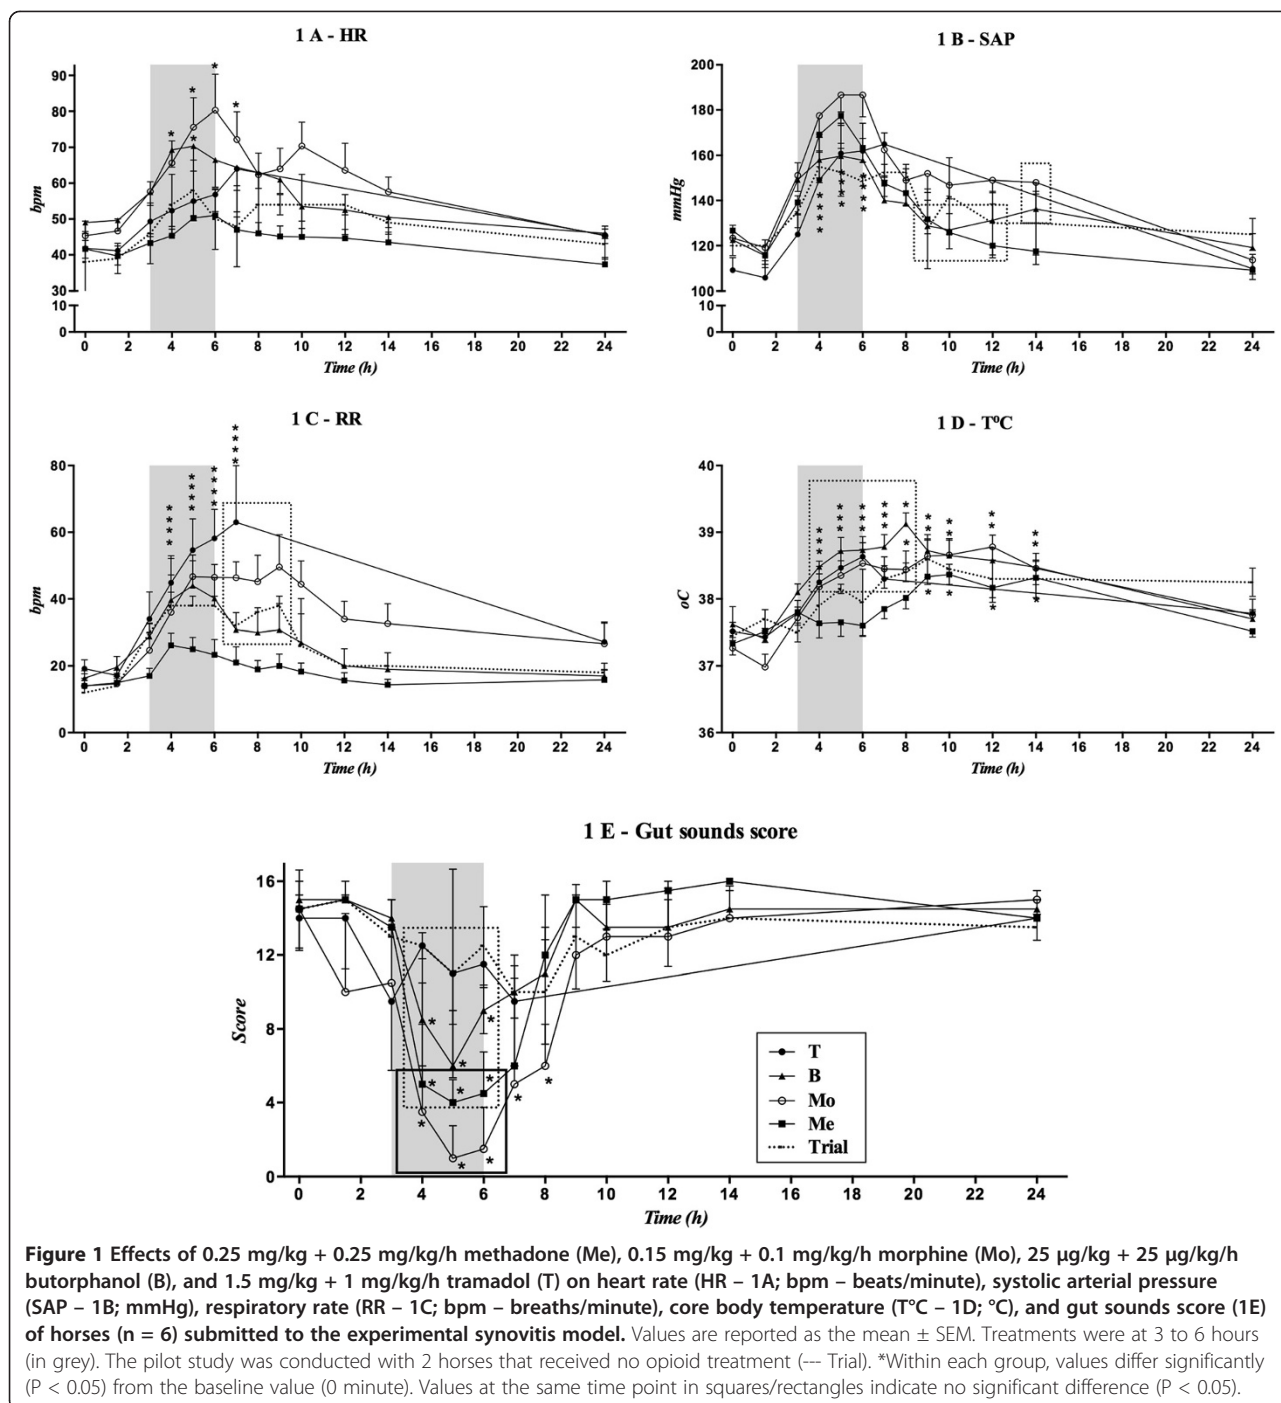 1 A - HR
bpm
90
80
70
60
50
40
30
10
0
0 2 4 6 8 10 12 14 16 18 20 22 24
Time (h)
* * * * *
1 B - SAP
mmHg
200
180
160
140
120
100
10
0
0 2 4 6 8 10 12 14 16 18 20 22 24
Time (h)
1 C - RR
bpm
80
60
40
20
0
0 2 4 6 8 10 12 14 16 18 20 22 24
Time (h)
1 D - TºC
oC
40
39
38
37
36
0 2 4 6 8 10 12 14 16 18 20 22 24
Time (h)
1 E - Gut sounds score
Score
16
12
8
4
0
0 2 4 6 8 10 12 14 16 18 20 22 24
Time (h)
T
B
Mo
Me
Trial
Figure 1 Effects of 0.25 mg/kg + 0.25 mg/kg/h methadone (Me), 0.15 mg/kg + 0.1 mg/kg/h morphine (Mo), 25 μg/kg + 25 μg/kg/h
butorphanol (B), and 1.5 mg/kg + 1 mg/kg/h tramadol (T) on heart rate (HR – 1A; bpm – beats/minute), systolic arterial pressure
(SAP – 1B; mmHg), respiratory rate (RR – 1C; bpm – breaths/minute), core body temperature (T°C – 1D; °C), and gut sounds score (1E)
of horses (n = 6) submitted to the experimental synovitis model. Values are reported as the mean ± SEM. Treatments were at 3 to 6 hours
(in grey). The pilot study was conducted with 2 horses that received no opioid treatment (--- Trial). *Within each group, values differ significantly
(P < 0.05) from the baseline value (0 minute). Values at the same time point in squares/rectangles indicate no significant difference (P < 0.05).